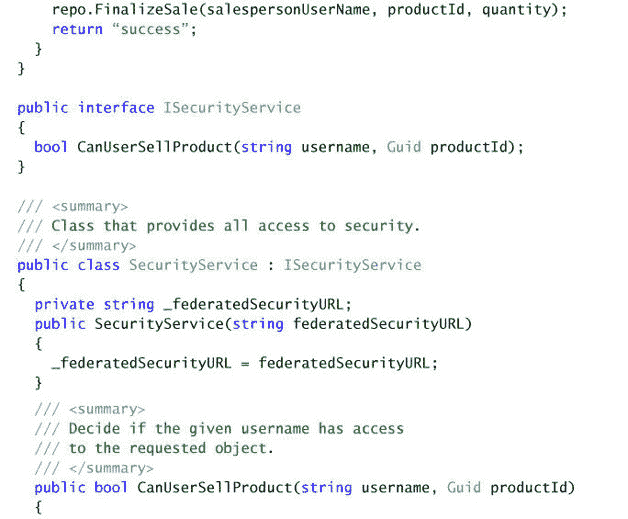 repo.FinalizeSale(salespersonUserName, productId, quantity);
return “success”;
}
}
public interface ISecurityService
{
bool CanUserSellProduct(string username, Guid productId);
}
/// <summary>
/// Class that provides all access to security.
/// </summary>
public class SecurityService : ISecurityService
{
private string _federatedSecurityURL;
public SecurityService(string federatedSecurityURL)
{
_federatedSecurityURL = federatedSecurityURL;
}
/// <summary>
/// Decide if the given username has access
/// to the requested object.
/// </summary>
public bool CanUserSellProduct(string username, Guid productId)
{